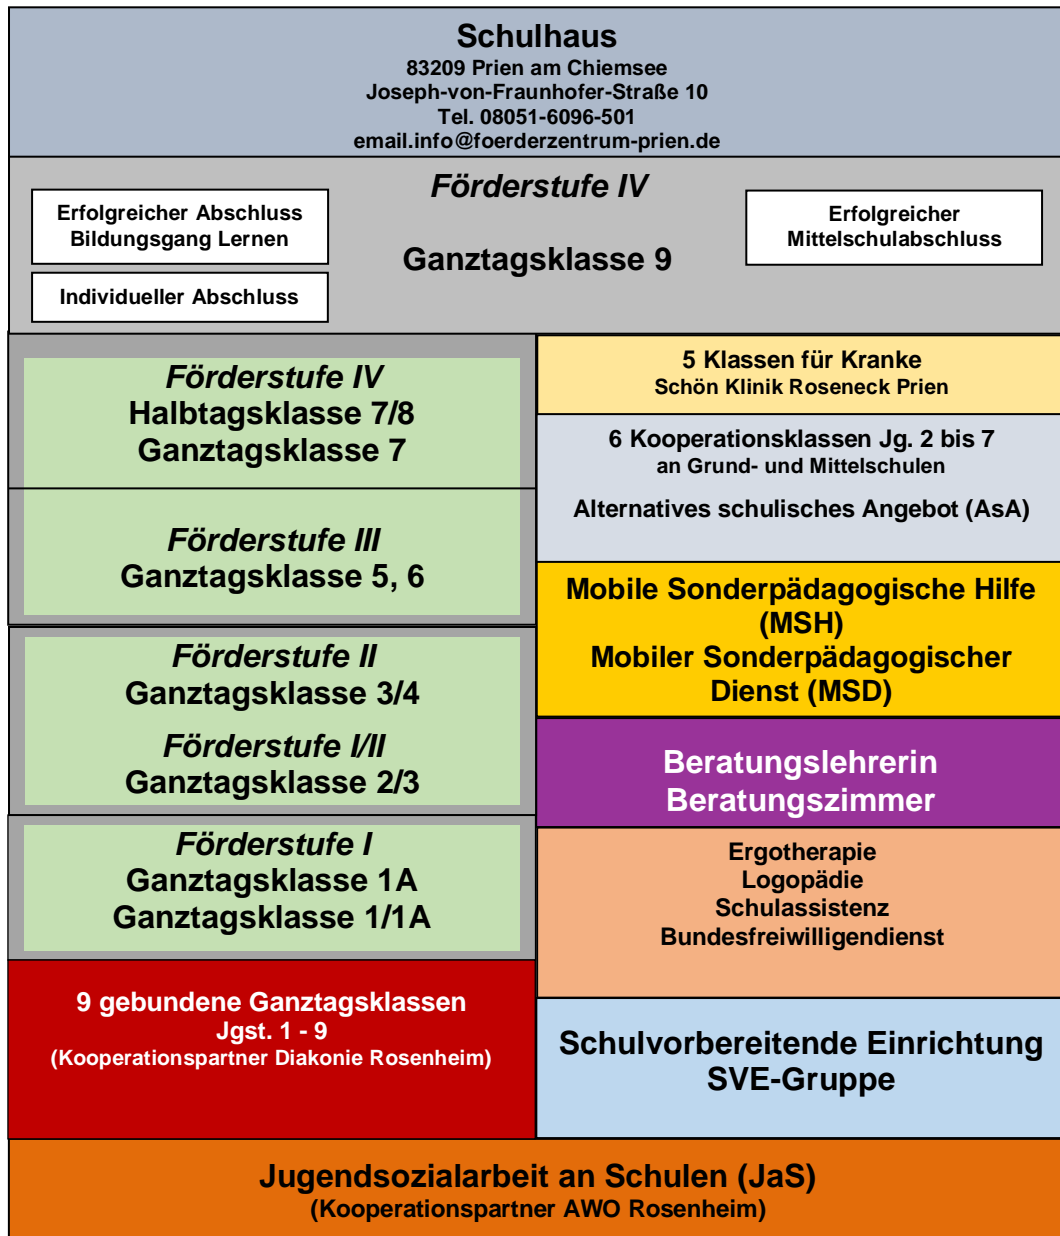 Schulhaus
83209 Prien am Chiemsee
Joseph-von-Fraunhofer-Straße 10
Tel. 08051-6096-501
email.info@foerderzentrum-prien.de
Förderstufe IV
Ganztagsklasse 9
Erfolgreicher Abschluss
Bildungsgang Lernen
Individueller Abschluss
Erfolgreicher
Mittelschulabschluss
Förderstufe IV
Halbtagsklasse 7/8
Ganztagsklasse 7
Förderstufe III
Ganztagsklasse 5, 6
Förderstufe II
Ganztagsklasse 3/4
Förderstufe I/II
Ganztagsklasse 2/3
Förderstufe I
Ganztagsklasse 1A
Ganztagsklasse 1/1A
9 gebundene Ganztagsklassen
Jgst. 1 - 9
(Kooperationspartner Diakonie Rosenheim)
5 Klassen für Kranke
Schön Klinik Roseneck Prien
6 Kooperationsklassen Jg. 2 bis 7
an Grund- und Mittelschulen
Alternatives schulisches Angebot (AsA)
Mobile Sonderpädagogische Hilfe
(MSH)
Mobiler Sonderpädagogischer
Dienst (MSD)
Beratungslehrerin
Beratungszimmer
Ergotherapie
Logopädie
Schulassistenz
Bundesfreiwilligendienst
Schulvorbereitende Einrichtung
SVE-Gruppe
Jugendsozialarbeit an Schulen (JaS)
(Kooperationspartner AWO Rosenheim)